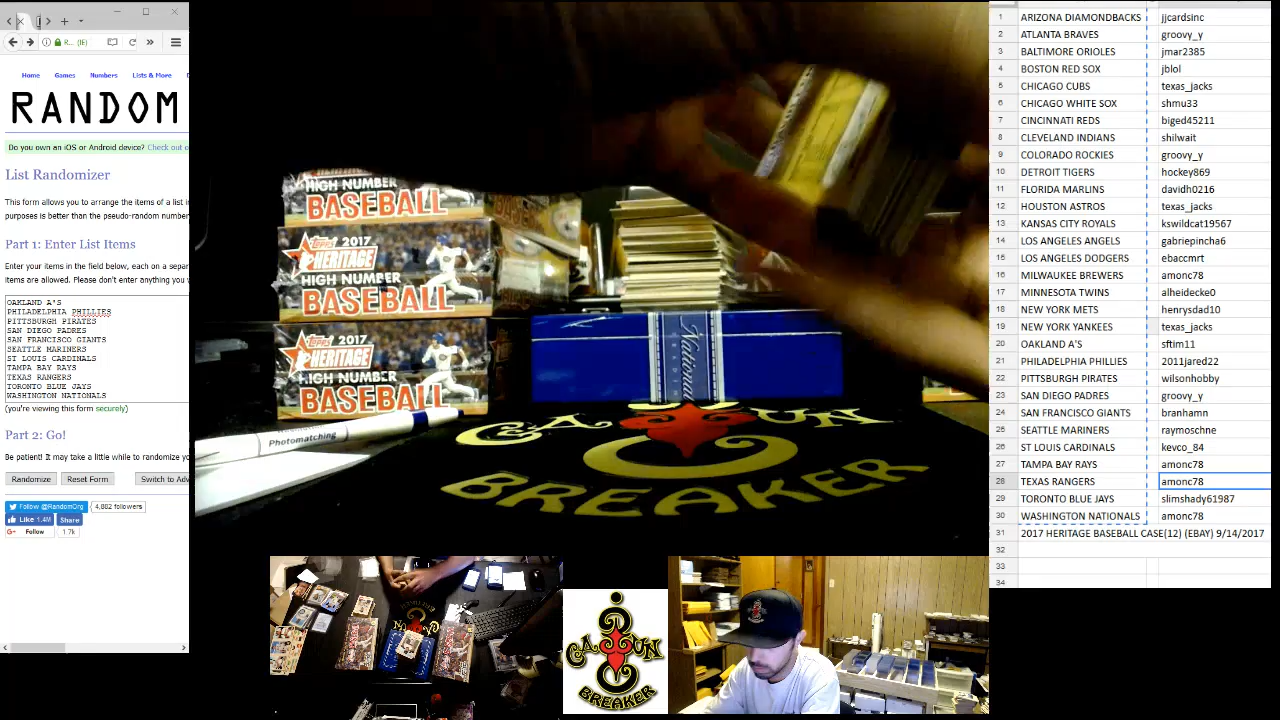 R... (IE)
Home Games Numbers Lists & More
RANDOM
Do you own an iOS or Android device? Check out o
List Randomizer
This form allows you to arrange the items of a list i
purposes is better than the pseudo-random number
Part 1: Enter List Items
Enter your items in the field below, each on a separ
items are allowed. Please don't enter anything you v
OAKLAND A'S
PHILADELPHIA PHILLIES
PITTSBURGH PIRATES
SAN DIEGO PADRES
SAN FRANCISCO GIANTS
SEATTLE MARINERS
ST LOUIS CARDINALS
TAMPA BAY RAYS
TEXAS RANGERS
TORONTO BLUE JAYS
WASHINGTON NATIONALS
(you're viewing this form securely)
Part 2: Go!
Be patient! It may take a little while to randomize yo
Randomize Reset Form Switch to Adv
Follow @RandomOrg 4,882 followers
Like 1.4M Share
Follow 1.7k
HIGH NUMBER
BASEBALL
Topps 2017
HERITAGE
HIGH NUMBER
BASEBALL
Topps 2017
HERITAGE
HIGH NUMBER
BASEBALL
National
Photomatching
CAJUN
BREAKER
CAJUN
BREAKER
1 ARIZONA DIAMONDBACKS jjcardsinc
2 ATLANTA BRAVES groovy_y
3 BALTIMORE ORIOLES jmar2385
4 BOSTON RED SOX jblol
5 CHICAGO CUBS texas_jacks
6 CHICAGO WHITE SOX shmu33
7 CINCINNATI REDS biged45211
8 CLEVELAND INDIANS shilwait
9 COLORADO ROCKIES groovy_y
10 DETROIT TIGERS hockey869
11 FLORIDA MARLINS davidh0216
12 HOUSTON ASTROS texas_jacks
13 KANSAS CITY ROYALS kswildcat19567
14 LOS ANGELES ANGELS gabriepincha6
15 LOS ANGELES DODGERS ebaccmrt
16 MILWAUKEE BREWERS amonc78
17 MINNESOTA TWINS alheidecke0
18 NEW YORK METS henrysdad10
19 NEW YORK YANKEES texas_jacks
20 OAKLAND A'S sftim11
21 PHILADELPHIA PHILLIES 2011jared22
22 PITTSBURGH PIRATES wilsonhobby
23 SAN DIEGO PADRES groovy_y
24 SAN FRANCISCO GIANTS branhamn
25 SEATTLE MARINERS raymoschne
26 ST LOUIS CARDINALS kevco_84
27 TAMPA BAY RAYS amonc78
28 TEXAS RANGERS amonc78
29 TORONTO BLUE JAYS slimshady61987
30 WASHINGTON NATIONALS amonc78
31 2017 HERITAGE BASEBALL CASE(12) (EBAY) 9/14/2017
32
33
34